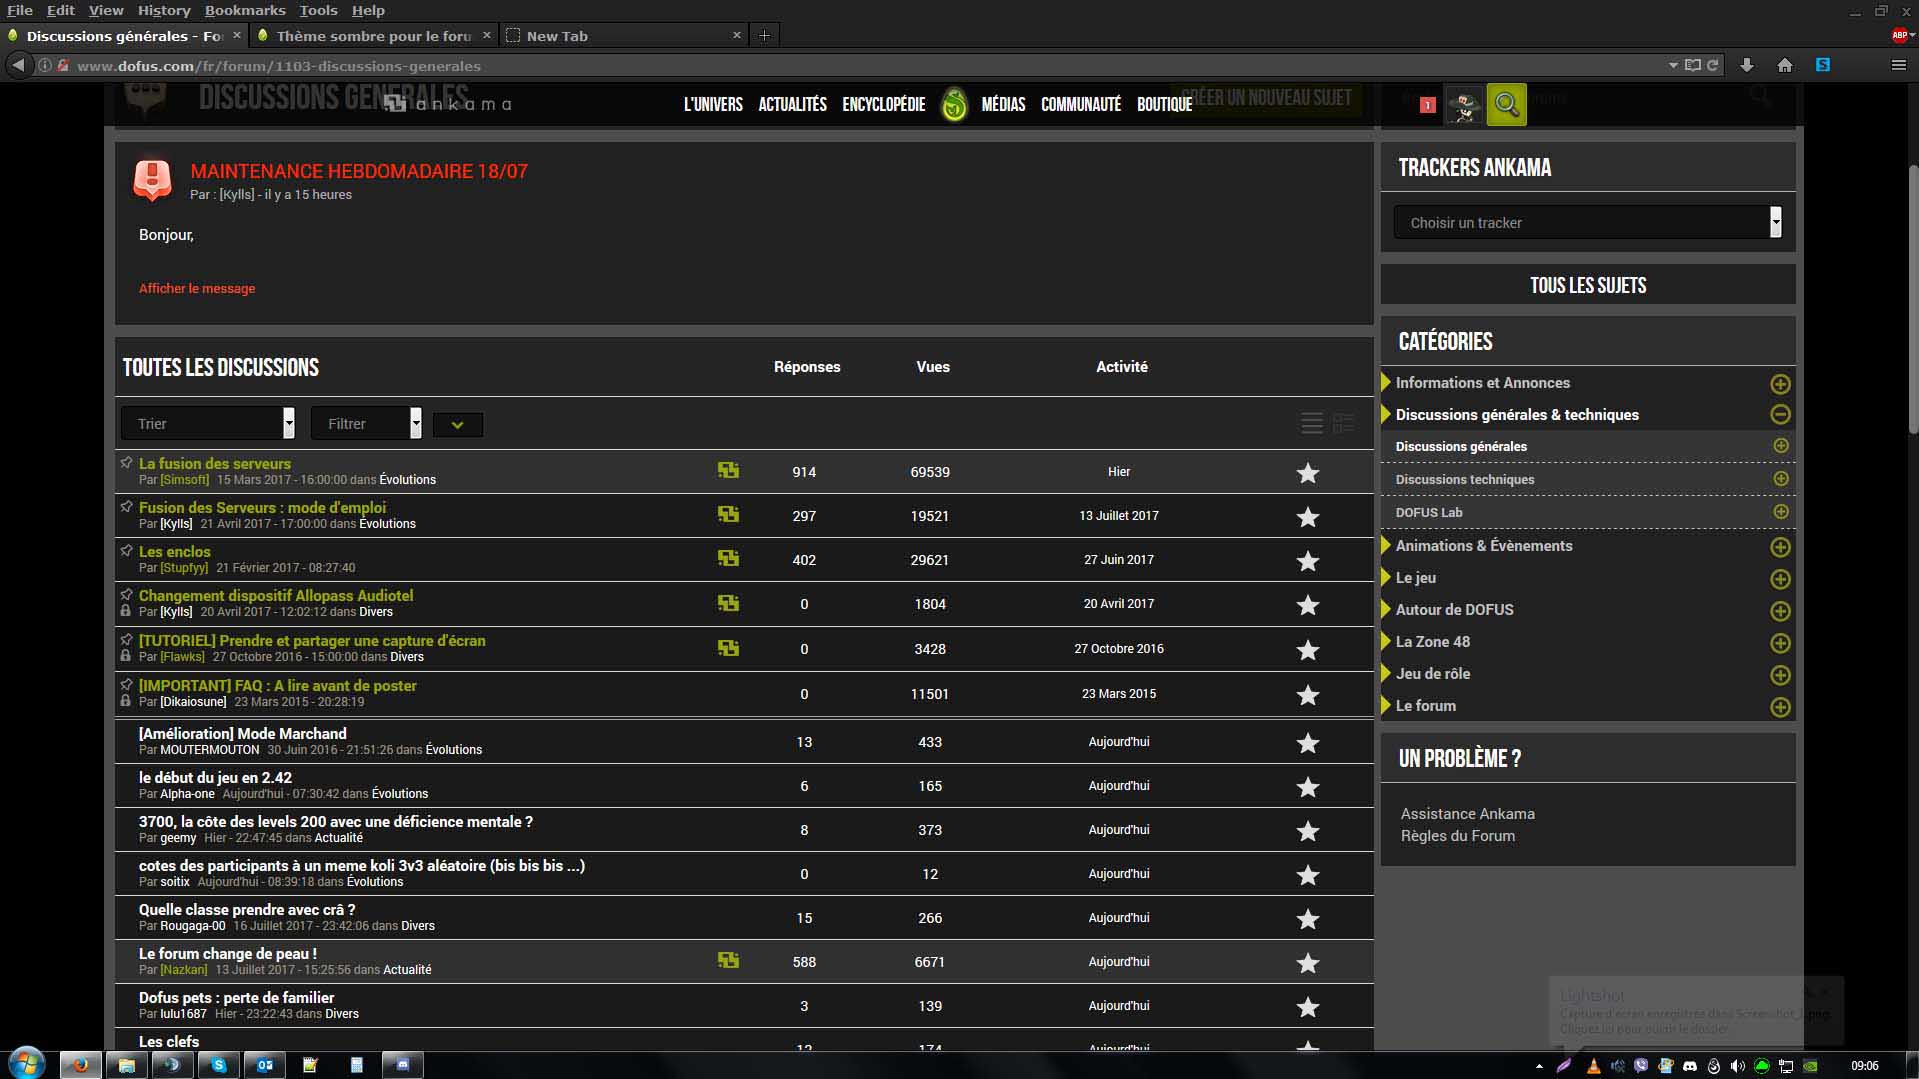 File Edit View History Bookmarks Tools Help
Discussions générales - Fo
Thème sombre pour le foru
New Tab
ABP
www.dofus.com/fr/forum/1103-discussions-generales
S
DISCUSSIONS GÉNÉRALES
ankama
L'UNIVERS ACTUALITÉS ENCYCLOPÉDIE MÉDIAS COMMUNAUTÉ BOUTIQUE
CRÉER UN NOUVEAU SUJET
1
MAINTENANCE HEBDOMADAIRE 18/07
Par : [Kylls] - il y a 15 heures
Bonjour,
Afficher le message
TOUTES LES DISCUSSIONS Réponses Vues Activité
Trier Filtrer
La fusion des serveurs
Par [Simsoft] 15 Mars 2017 - 16:00:00 dans Évolutions
914 69539 Hier
Fusion des Serveurs : mode d'emploi
Par [Kylls] 21 Avril 2017 - 17:00:00 dans Évolutions
297 19521 13 Juillet 2017
Les enclos
Par [Stupfyy] 21 Février 2017 - 08:27:40
402 29621 27 Juin 2017
Changement dispositif Allopass Audiotel
Par [Kylls] 20 Avril 2017 - 12:02:12 dans Divers
0 1804 20 Avril 2017
[TUTORIEL] Prendre et partager une capture d'écran
Par [Flawks] 27 Octobre 2016 - 15:00:00 dans Divers
0 3428 27 Octobre 2016
[IMPORTANT] FAQ : A lire avant de poster
Par [Dikaiosune] 23 Mars 2015 - 20:28:19
0 11501 23 Mars 2015
[Amélioration] Mode Marchand
Par MOUTERMOUTON 30 Juin 2016 - 21:51:26 dans Évolutions
13 433 Aujourd'hui
le début du jeu en 2.42
Par Alpha-one Aujourd'hui - 07:30:42 dans Évolutions
6 165 Aujourd'hui
3700, la côte des levels 200 avec une déficience mentale ?
Par geemy Hier - 22:47:45 dans Actualité
8 373 Aujourd'hui
cotes des participants à un meme koli 3v3 aléatoire (bis bis bis ...)
Par soitix Aujourd'hui - 08:39:18 dans Évolutions
0 12 Aujourd'hui
Quelle classe prendre avec crâ ?
Par Rougaga-00 16 Juillet 2017 - 23:42:06 dans Divers
15 266 Aujourd'hui
Le forum change de peau !
Par [Nazkan] 13 Juillet 2017 - 15:25:56 dans Actualité
588 6671 Aujourd'hui
Dofus pets : perte de familier
Par lulu1687 Hier - 23:22:43 dans Divers
3 139 Aujourd'hui
Les clefs
12 174 Aujourd'hui
TRACKERS ANKAMA
Choisir un tracker
TOUS LES SUJETS
CATÉGORIES
Informations et Annonces
Discussions générales & techniques
Discussions générales
Discussions techniques
DOFUS Lab
Animations & Évènements
Le jeu
Autour de DOFUS
La Zone 48
Jeu de rôle
Le forum
UN PROBLÈME ?
Assistance Ankama
Règles du Forum
Lightshot
Capture d'écran enregistrée dans
Cliquez ici pour ouvrir le dossier.
09:06